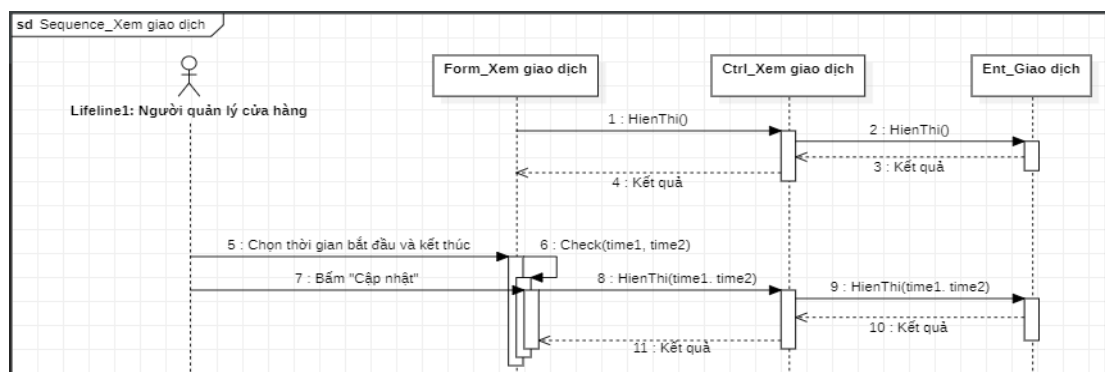 sd Sequence_Xem giao dịch
Form_Xem giao dịch
Ctrl_Xem giao dịch
Ent_Giao dịch
Lifeline1: Người quản lý cửa hàng
1 : HienThi()
2 : HienThi()
3 : Kết quả
4 : Kết quả
5 : Chọn thời gian bắt đầu và kết thúc
6 : Check(time1, time2)
7 : Bấm "Cập nhật"
8 : HienThi(time1. time2)
9 : HienThi(time1. time2)
10 : Kết quả
11 : Kết quả